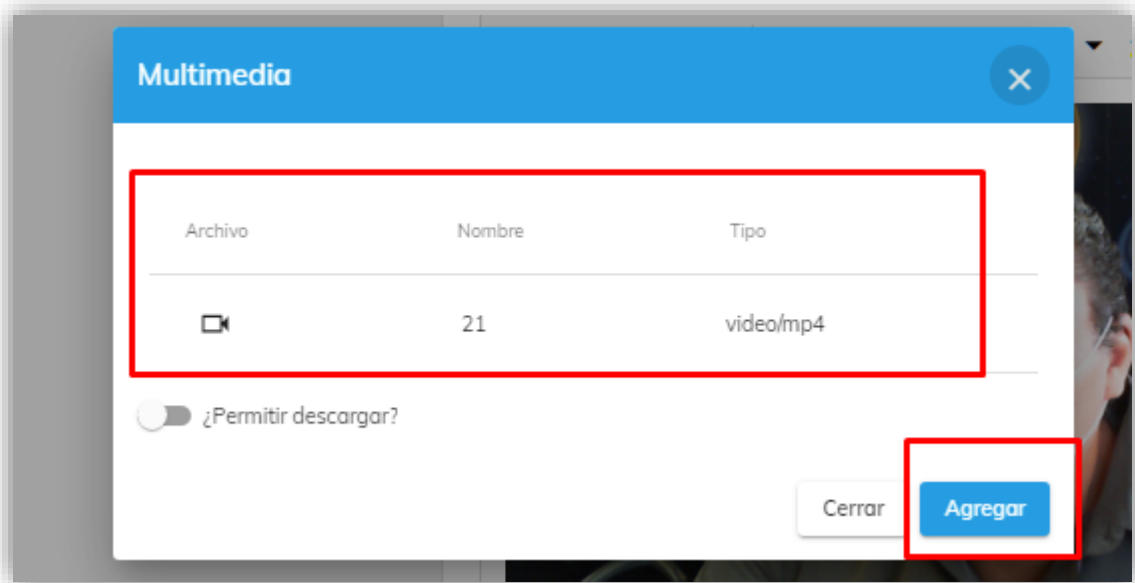 Multimedia
Archivo Nombre Tipo
21 video/mp4
¿Permitir descargar?
Cerrar Agregar